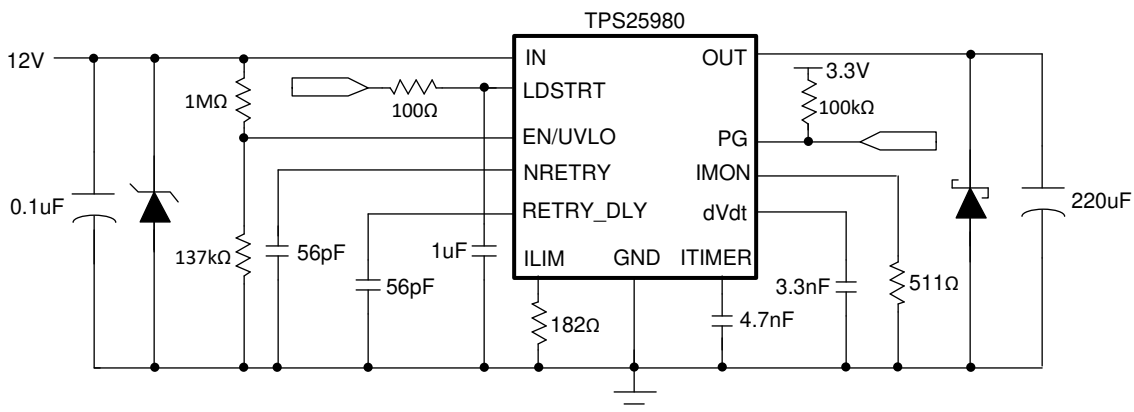 TPS25980
12V
IN
OUT
3.3V
LDSTRT
1MΩ
100Ω
100kΩ
EN/UVLO
PG
NRETRY
IMON
0.1uF
RETRY_DLY
dVdt
220uF
137kΩ
56pF
1uF
ILIM
GND
ITIMER
56pF
3.3nF
511Ω
182Ω
4.7nF